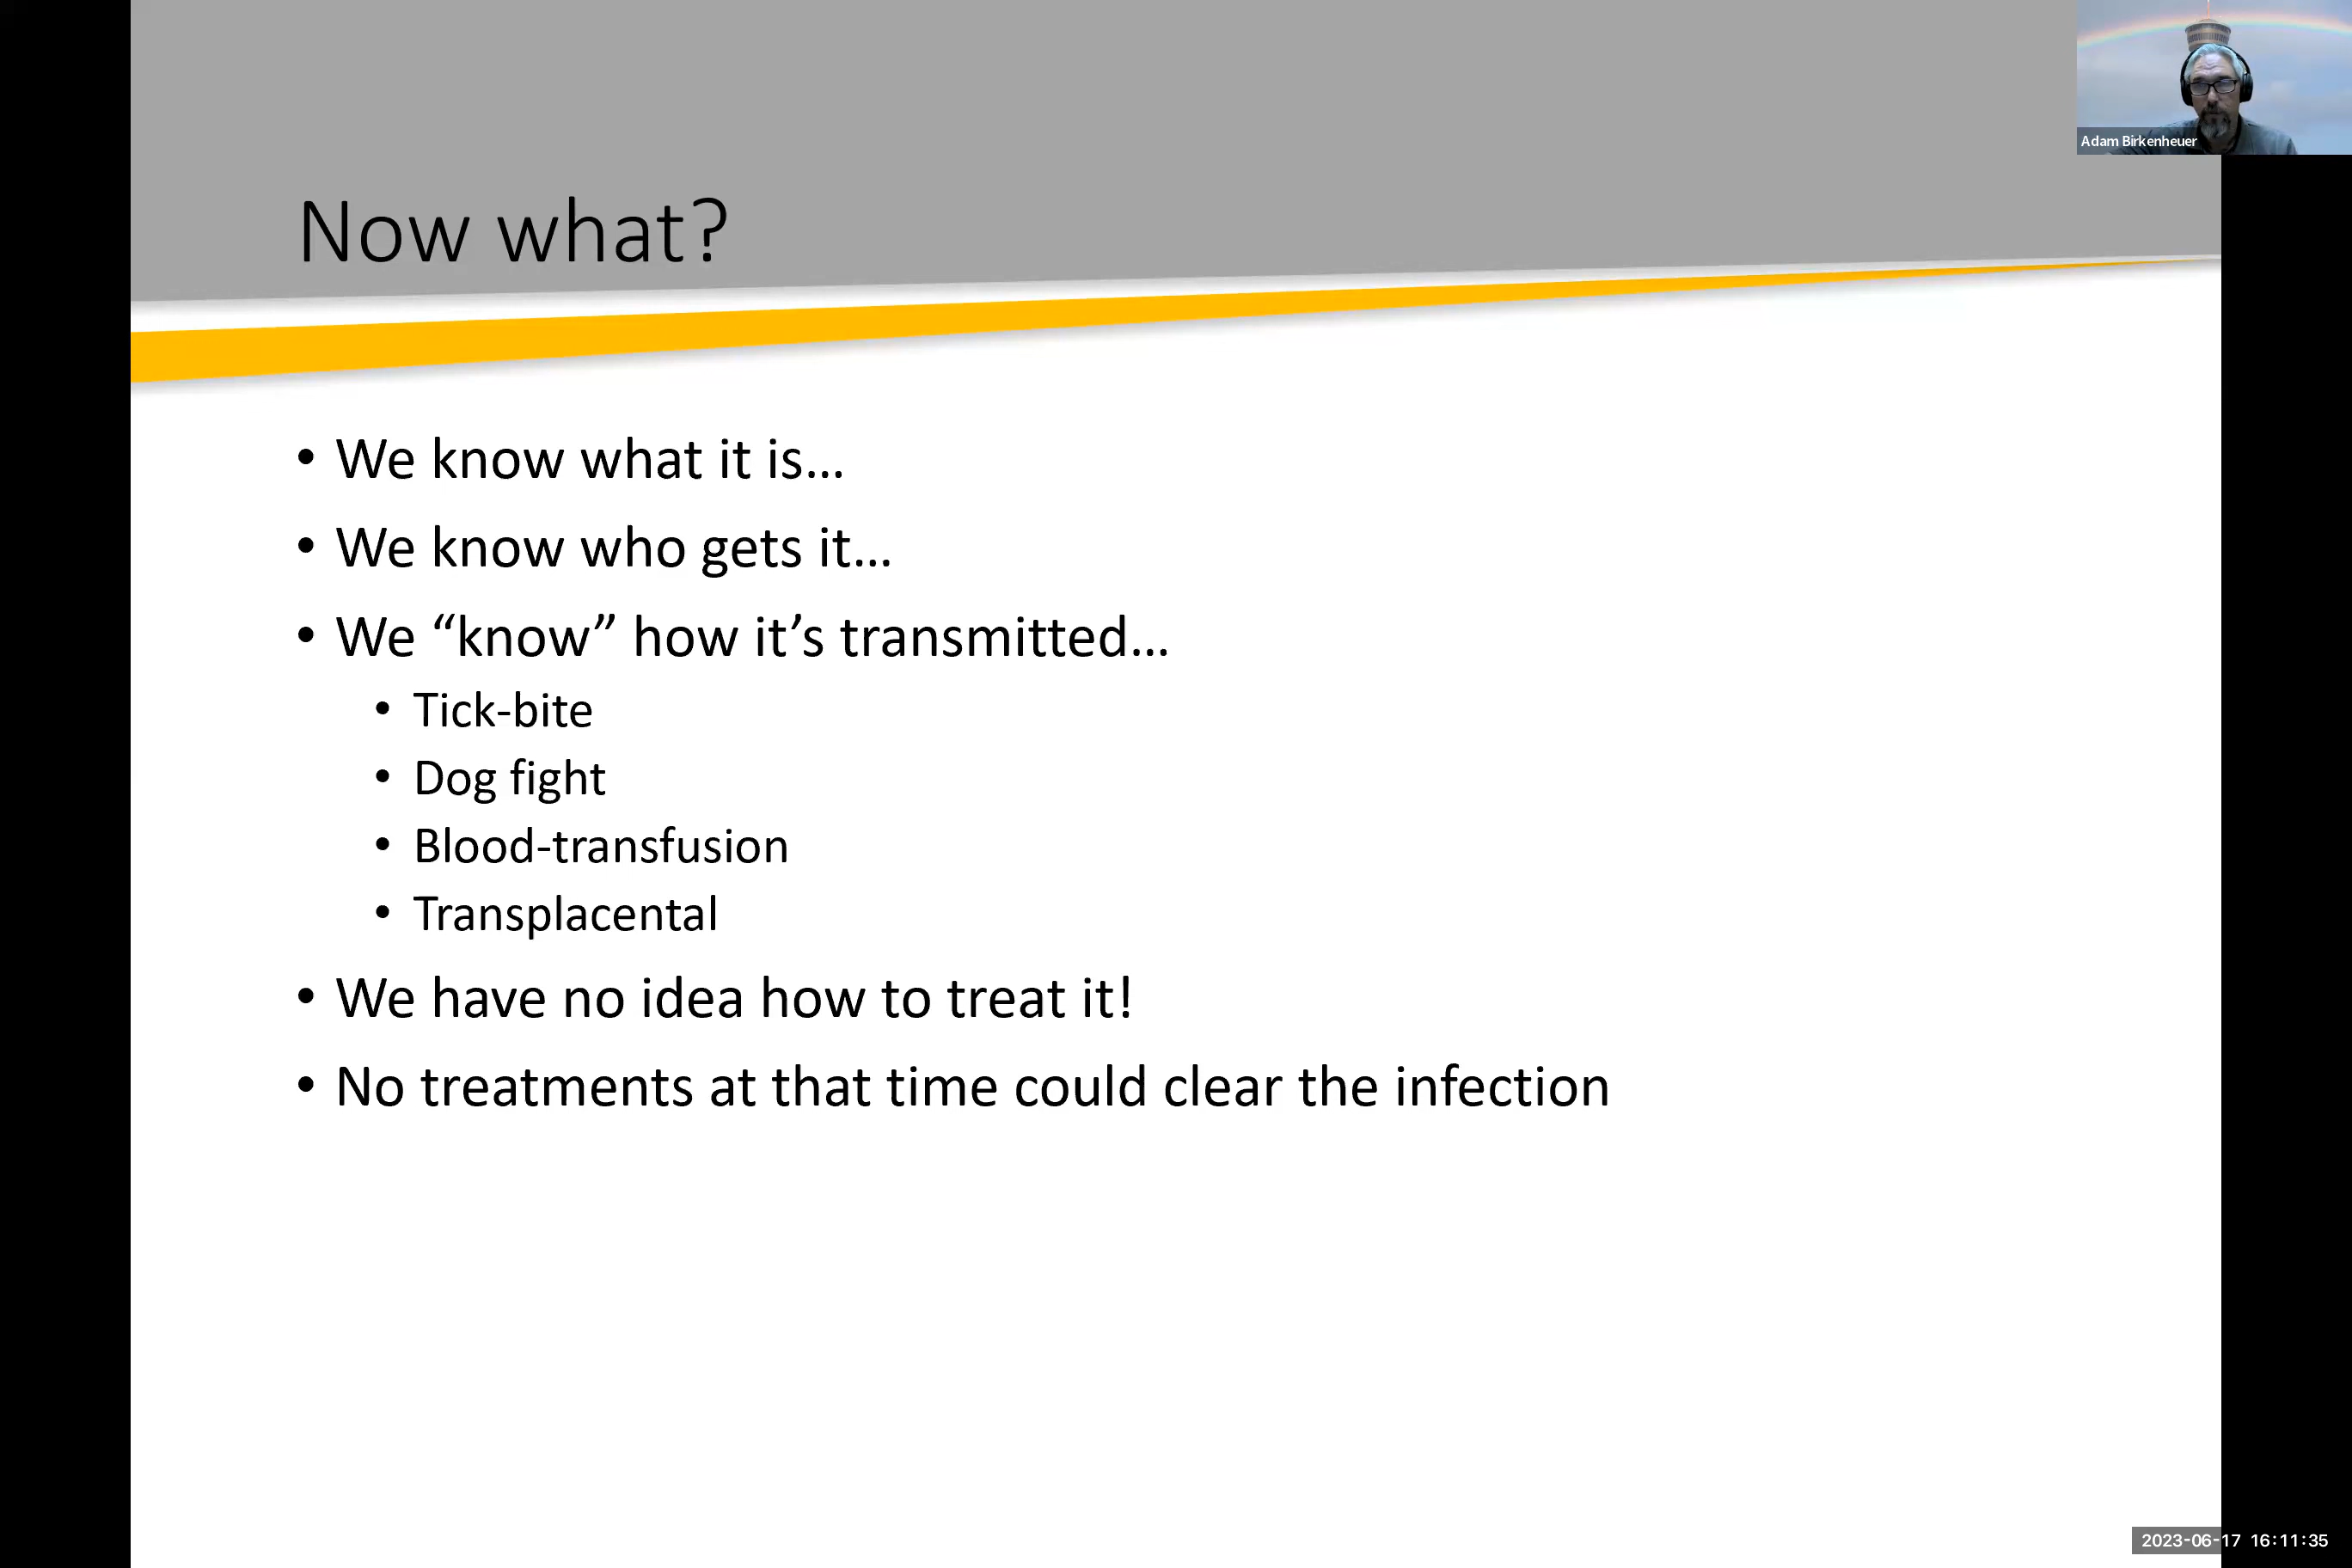 Adam Birkenheuer
Now what?
• We know what it is...
• We know who gets it...
• We “know” how it’s transmitted...
• Tick-bite
• Dog fight
• Blood-transfusion
• Transplacental
• We have no idea how to treat it!
• No treatments at that time could clear the infection
2023-06-17 16:11:35